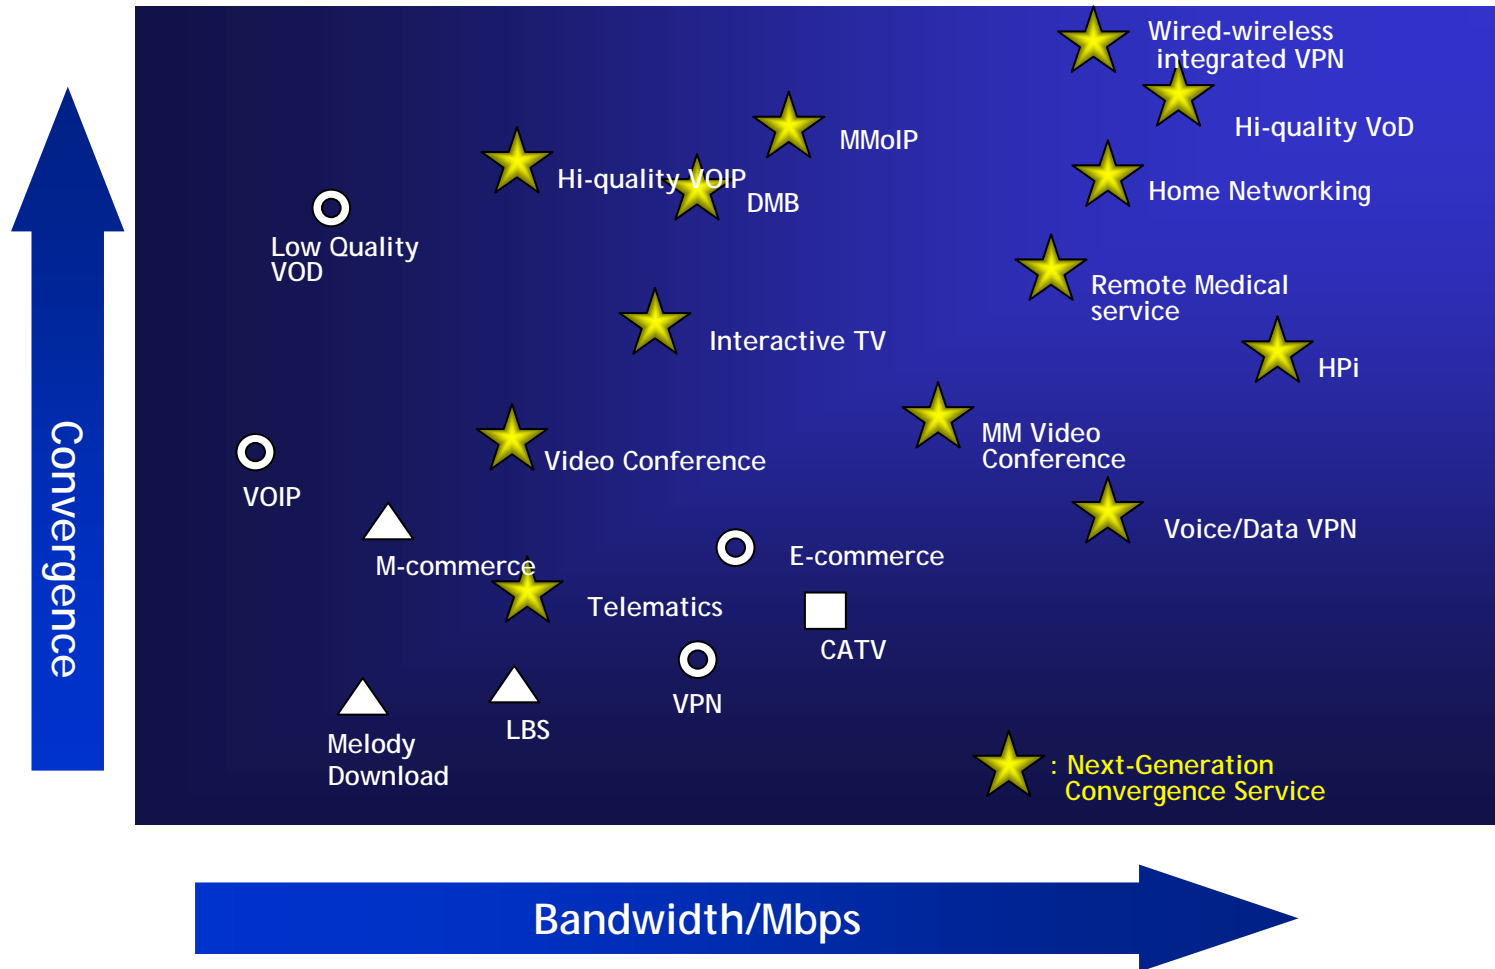 Wired-wireless
integrated VPN
Hi-quality VoD
MMoIP
Hi-quality VOIP
DMB
Home Networking
Low Quality
VOD
Remote Medical
service
Interactive TV
HPi
Convergence
Video Conference
MM Video
Conference
VOIP
Voice/Data VPN
M-commerce
E-commerce
Telematics
CATV
VPN
LBS
Melody
Download
: Next-Generation
Convergence Service
Bandwidth/Mbps